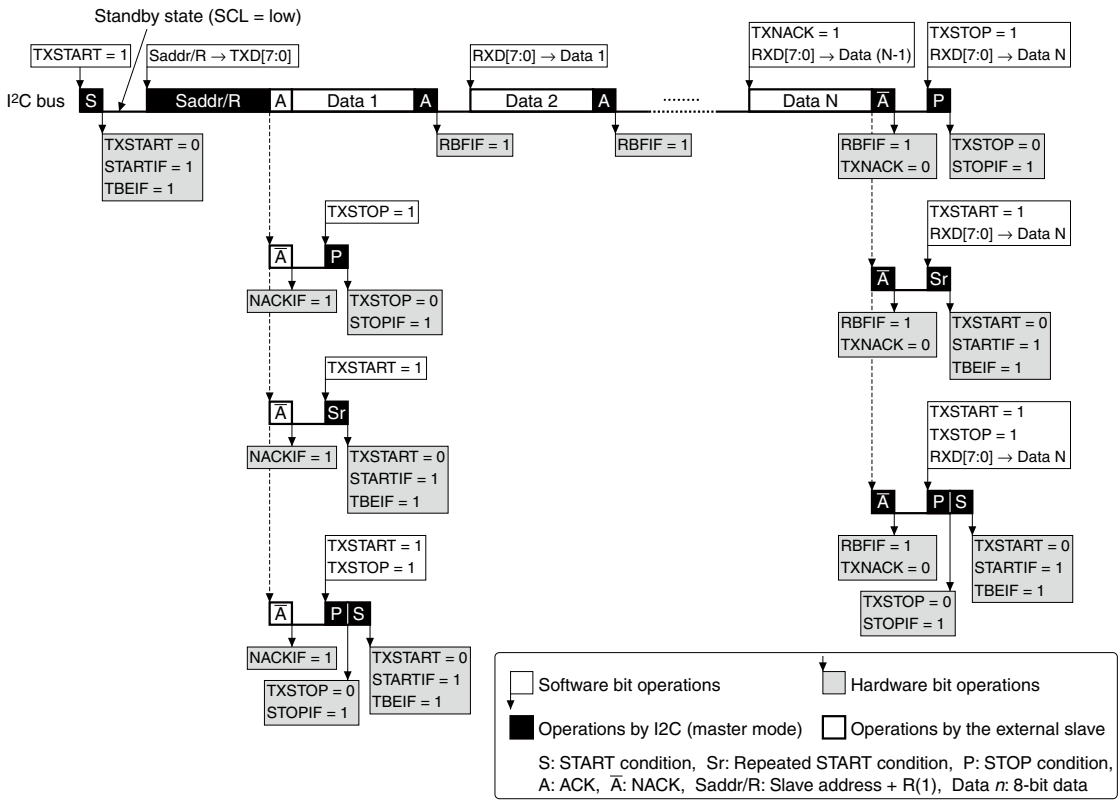 Standby state (SCL = low)
TXSTART = 1
Saddr/R → TXD[7:0]
RXD[7:0] → Data 1
TXNACK = 1
RXD[7:0] → Data (N-1)
TXSTOP = 1
RXD[7:0] → Data N
I²C bus
S
Saddr/R
A
Data 1
A
Data 2
A
........
Data N
A̅
P
TXSTART = 0
STARTIF = 1
TBEIF = 1
RBFIF = 1
RBFIF = 1
RBFIF = 1
TXNACK = 0
TXSTOP = 0
STOPIF = 1
TXSTOP = 1
A̅
P
NACKIF = 1
TXSTOP = 0
STOPIF = 1
TXSTART = 1
RXD[7:0] → Data N
A̅
Sr
RBFIF = 1
TXNACK = 0
TXSTART = 0
STARTIF = 1
TBEIF = 1
TXSTART = 1
A̅
Sr
NACKIF = 1
TXSTART = 0
STARTIF = 1
TBEIF = 1
TXSTART = 1
TXSTOP = 1
RXD[7:0] → Data N
A̅
P
S
RBFIF = 1
TXNACK = 0
TXSTOP = 0
STOPIF = 1
TXSTART = 0
STARTIF = 1
TBEIF = 1
TXSTART = 1
TXSTOP = 1
A̅
P
S
NACKIF = 1
TXSTOP = 0
STOPIF = 1
TXSTART = 0
STARTIF = 1
TBEIF = 1
Software bit operations
Hardware bit operations
Operations by I2C (master mode)
Operations by the external slave
S: START condition, Sr: Repeated START condition, P: STOP condition,
A: ACK, A̅: NACK, Saddr/R: Slave address + R(1), Data n: 8-bit data